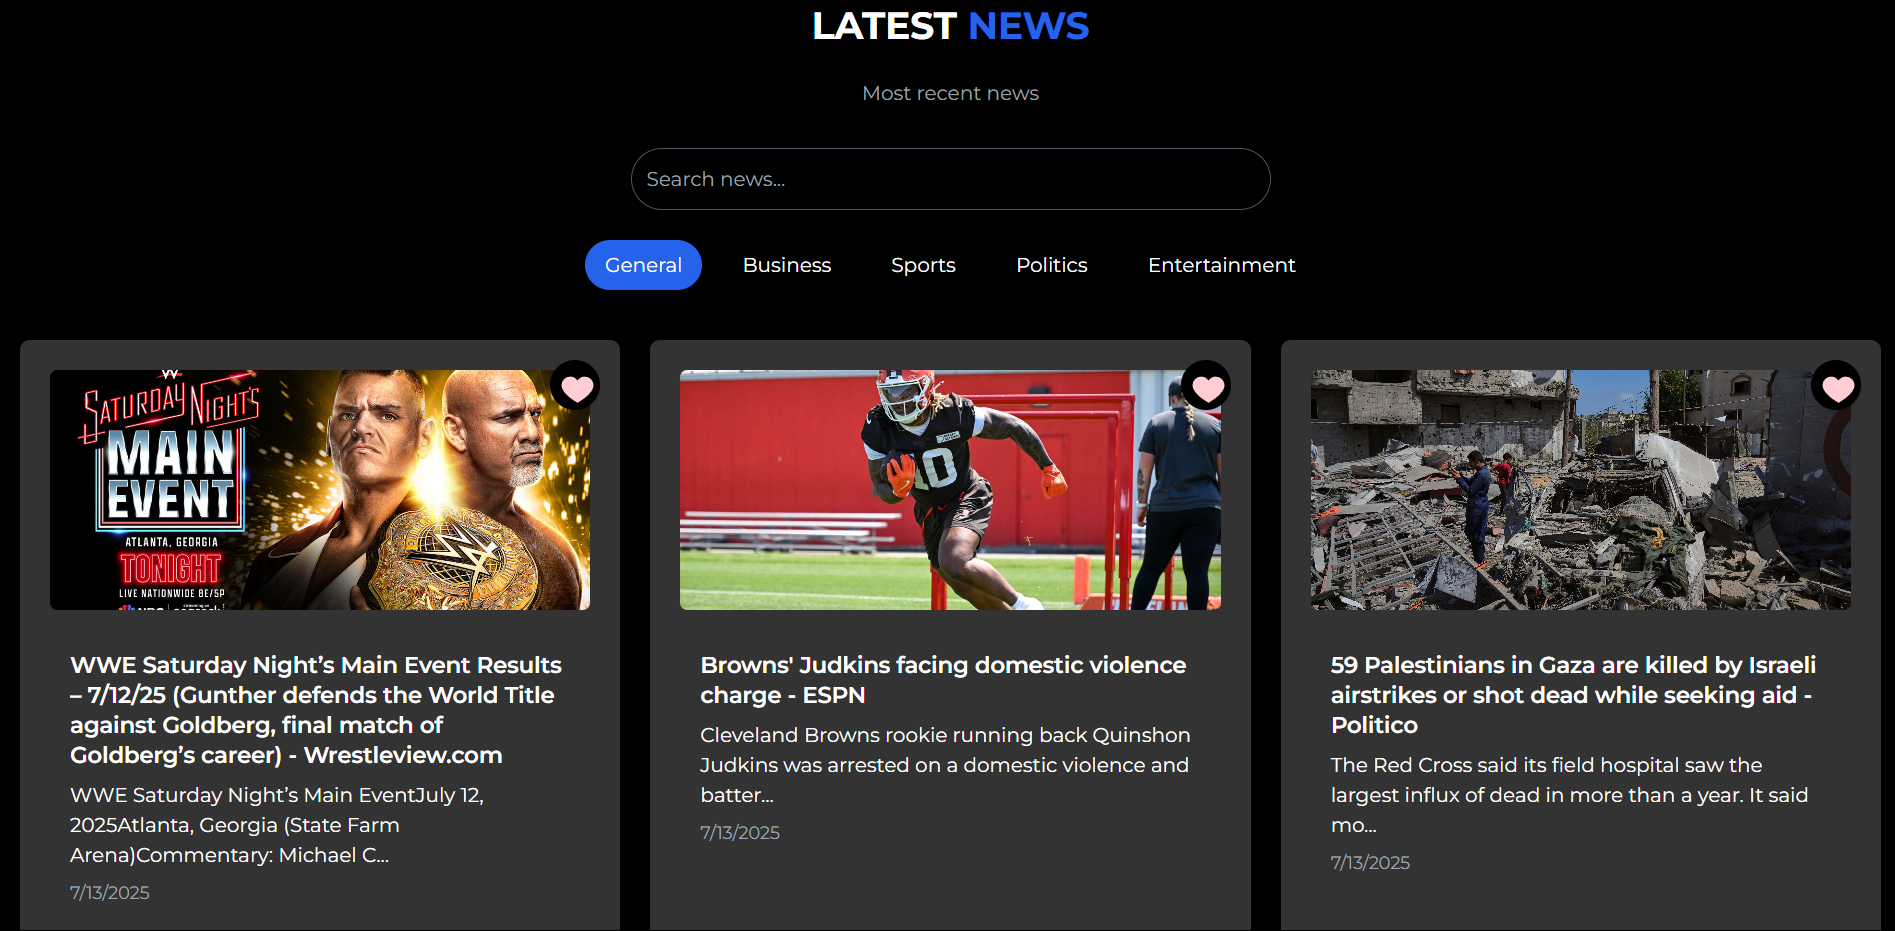 LATEST NEWS
Most recent news
Search news...
General Business Sports Politics Entertainment
SATURDAY NIGHT'S
MAIN
EVENT
ATLANTA, GEORGIA
TONIGHT
LIVE NATIONWIDE 8E/5P
10
WWE Saturday Night’s Main Event Results
– 7/12/25 (Gunther defends the World Title
against Goldberg, final match of
Goldberg’s career) - Wrestleview.com
WWE Saturday Night’s Main EventJuly 12,
2025Atlanta, Georgia (State Farm
Arena)Commentary: Michael C...
7/13/2025
Browns' Judkins facing domestic violence
charge - ESPN
Cleveland Browns rookie running back Quinshon
Judkins was arrested on a domestic violence and
batter...
7/13/2025
59 Palestinians in Gaza are killed by Israeli
airstrikes or shot dead while seeking aid -
Politico
The Red Cross said its field hospital saw the
largest influx of dead in more than a year. It said
mo...
7/13/2025